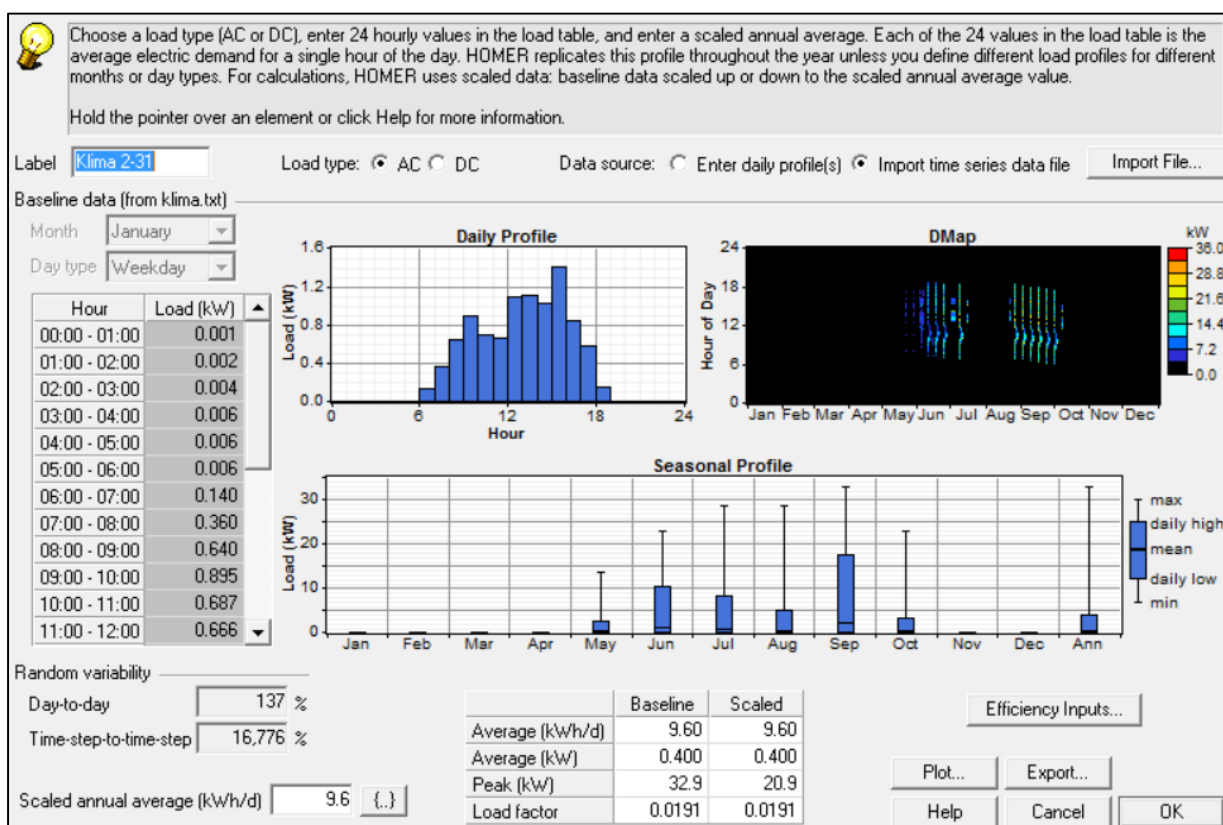 Choose a load type (AC or DC), enter 24 hourly values in the load table, and enter a scaled annual average. Each of the 24 values in the load table is the
average electric demand for a single hour of the day. HOMER replicates this profile throughout the year unless you define different load profiles for different
months or day types. For calculations, HOMER uses scaled data: baseline data scaled up or down to the scaled annual average value.
Hold the pointer over an element or click Help for more information.
Label Klima 2-31 Load type: AC DC Data source: Enter daily profile(s) Import time series data file Import File...
Baseline data (from klima.txt)
Month January
Day type Weekday
Hour Load (kW)
00:00 - 01:00 0.001
01:00 - 02:00 0.002
02:00 - 03:00 0.004
03:00 - 04:00 0.006
04:00 - 05:00 0.006
05:00 - 06:00 0.006
06:00 - 07:00 0.140
07:00 - 08:00 0.360
08:00 - 09:00 0.640
09:00 - 10:00 0.895
10:00 - 11:00 0.687
11:00 - 12:00 0.666
Daily Profile
Load (kW)
1.6
1.2
0.8
0.4
0.0
0 6 12 18 24
Hour
DMap
Hour of Day
24
18
12
6
0
Jan Feb Mar Apr May Jun Jul Aug Sep Oct Nov Dec
kW
36.0
28.8
21.6
14.4
7.2
0.0
Seasonal Profile
Load (kW)
30
20
10
0
Jan Feb Mar Apr May Jun Jul Aug Sep Oct Nov Dec Ann
max
daily high
mean
daily low
min
Random variability
Day-to-day 137 %
Time-step-to-time-step 16,776 %
Scaled annual average (kWh/d) 9.6 {..}
Baseline Scaled
Average (kWh/d) 9.60 9.60
Average (kW) 0.400 0.400
Peak (kW) 32.9 20.9
Load factor 0.0191 0.0191
Efficiency Inputs...
Plot... Export...
Help Cancel OK